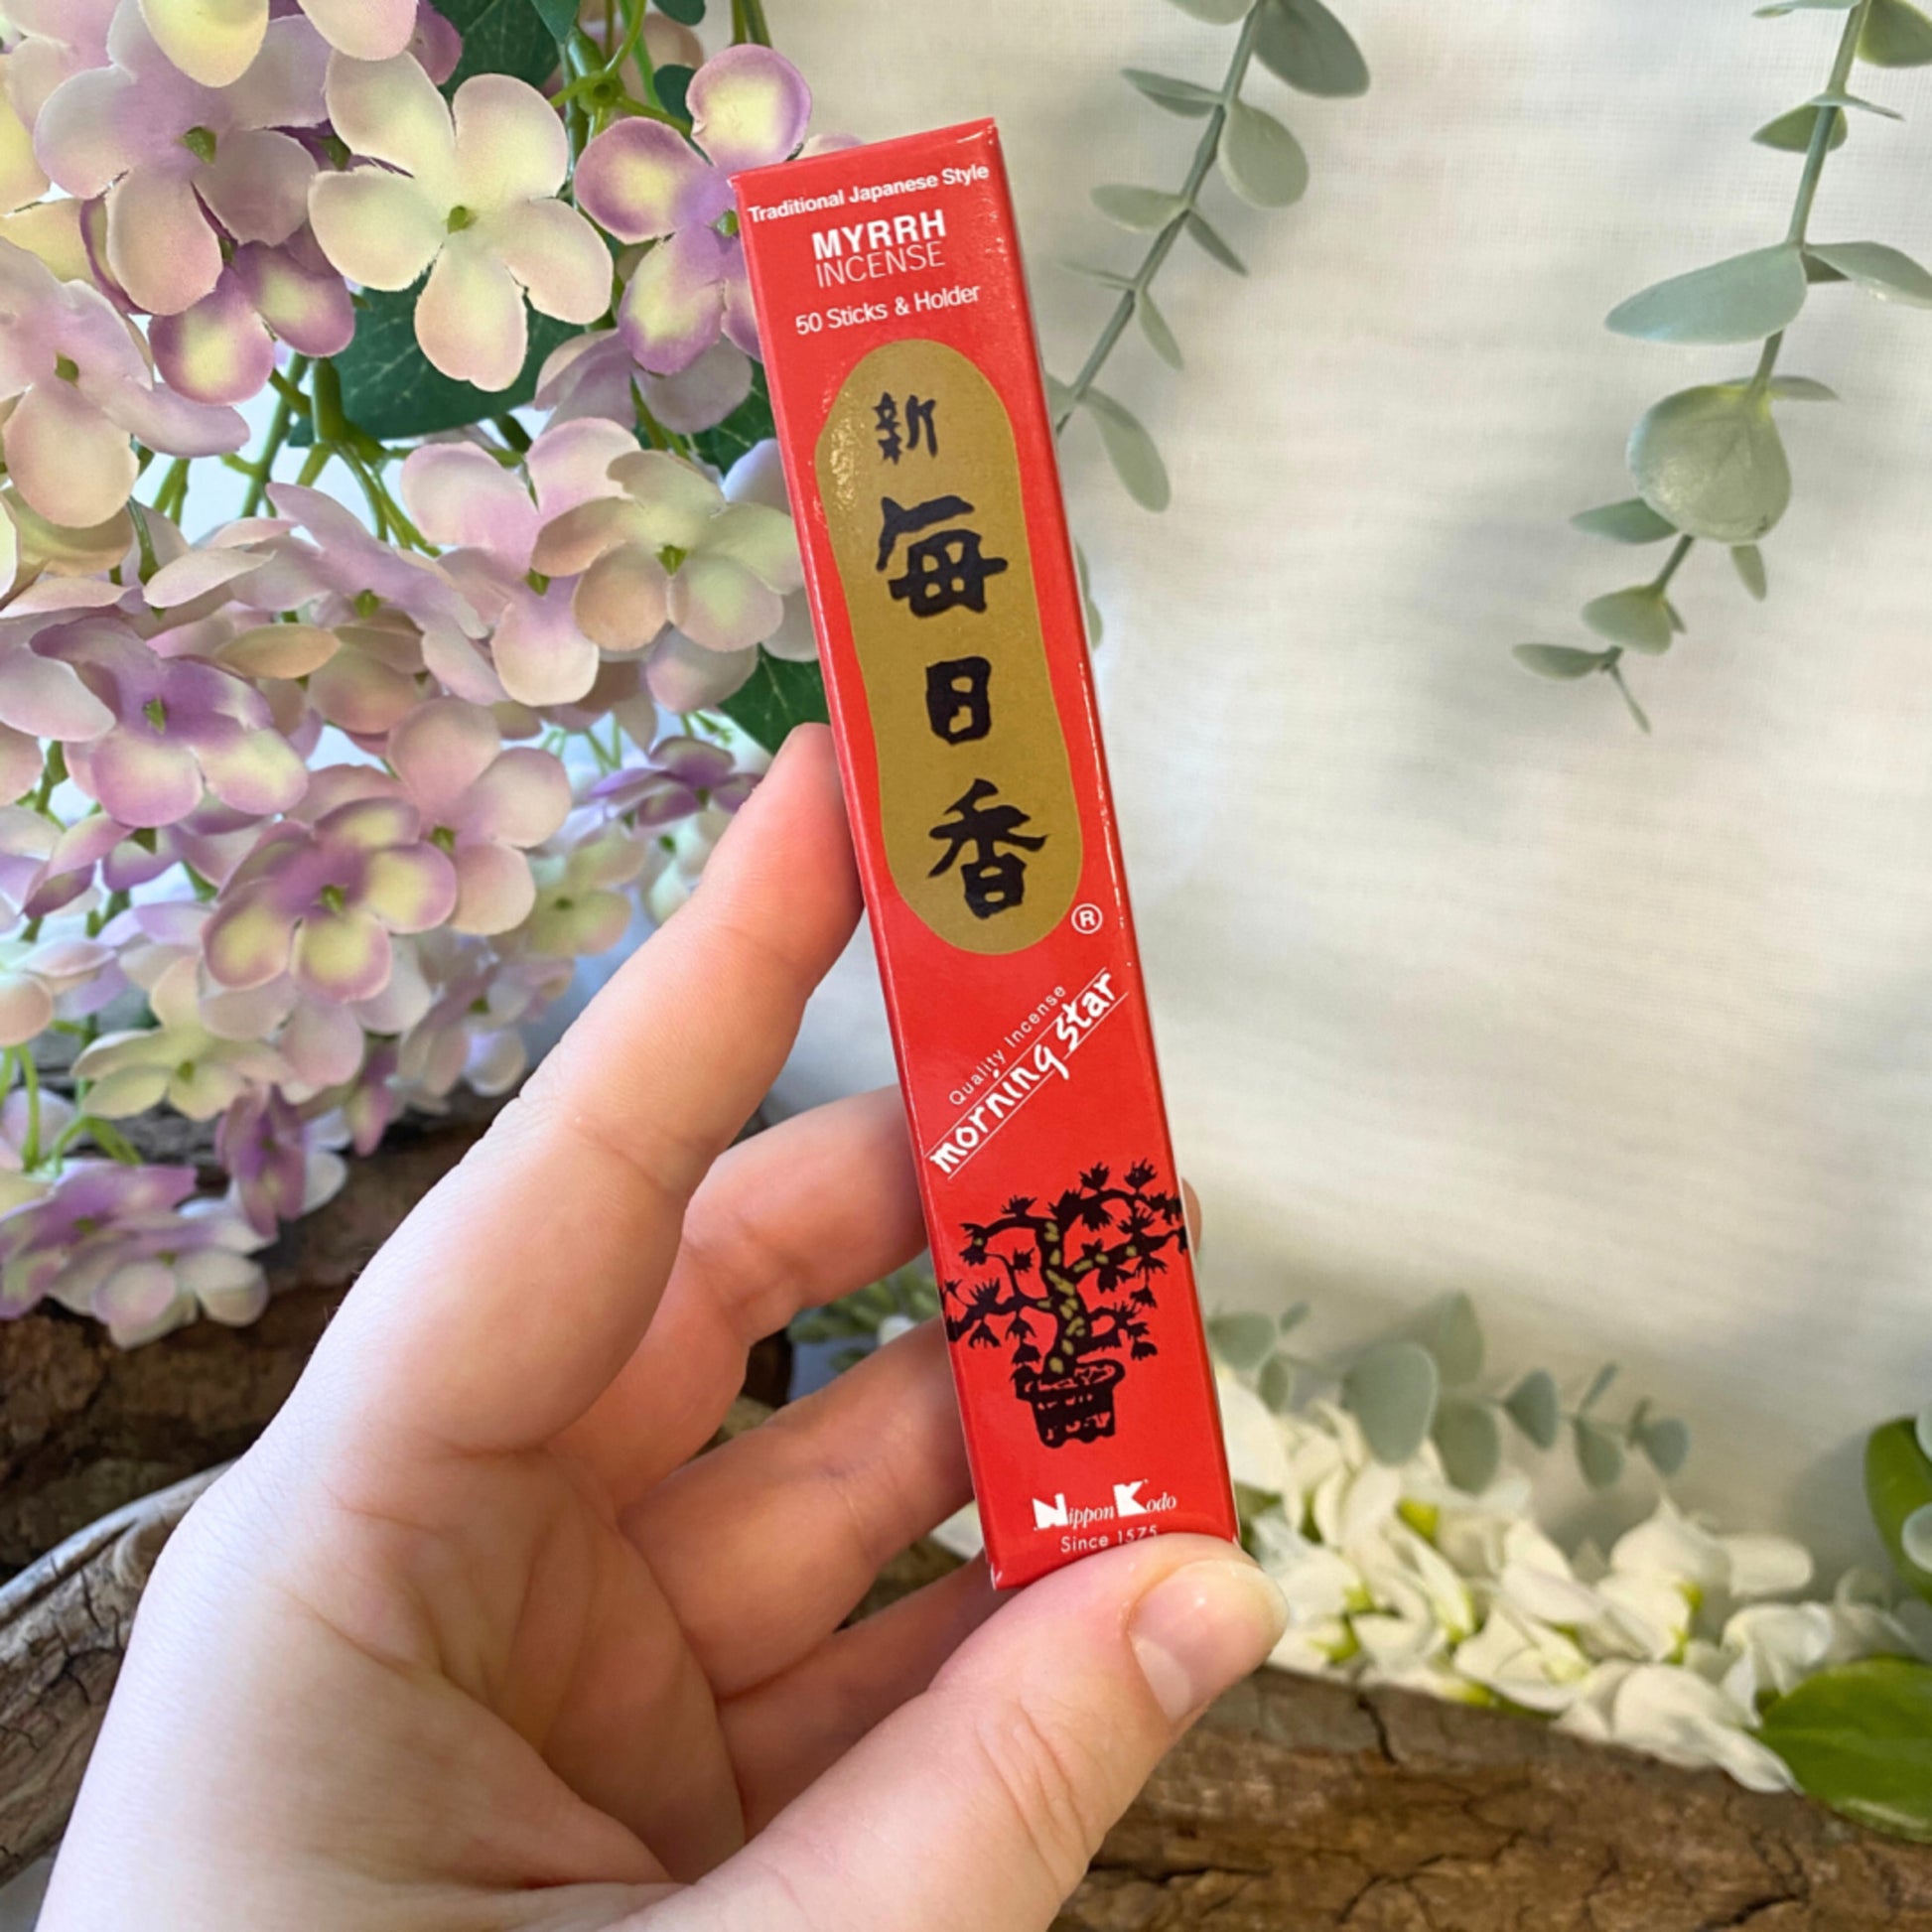 Traditional Japanese Style
MYRRH
INCENSE
50 Sticks & Holder
新
毎
日
香
®
Quality Incense
morning star
Nippon Kodo
Since 1575